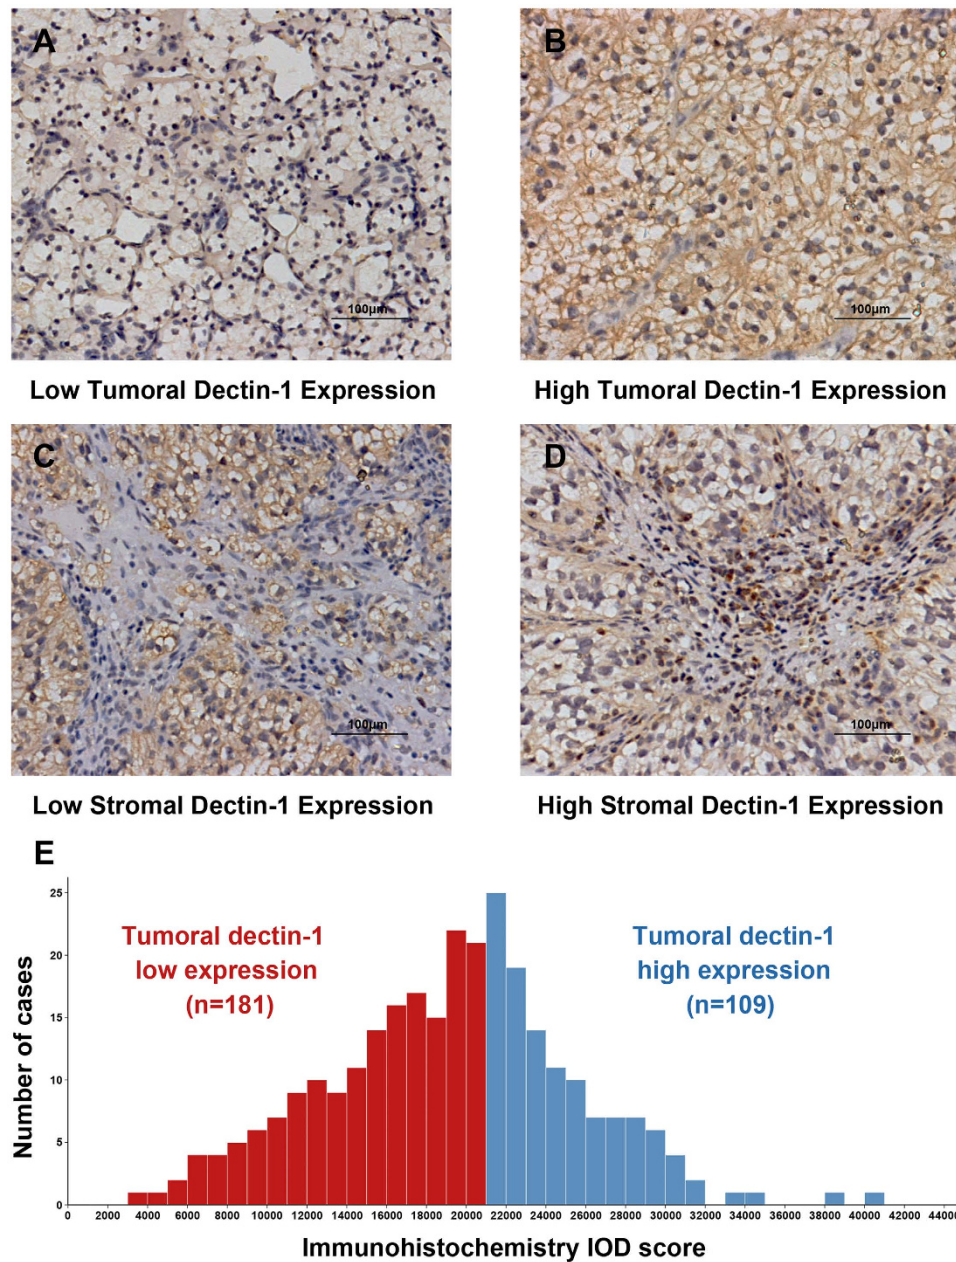 A
B
100µm
100µm
Low Tumoral Dectin-1 Expression
High Tumoral Dectin-1 Expression
C
D
100µm
100µm
Low Stromal Dectin-1 Expression
High Stromal Dectin-1 Expression
E
Number of cases
25
20
15
10
5
0
Tumoral dectin-1
low expression
(n=181)
Tumoral dectin-1
high expression
(n=109)
0 2000 4000 6000 8000 10000 12000 14000 16000 18000 20000 22000 24000 26000 28000 30000 32000 34000 36000 38000 40000 42000 44000
Immunohistochemistry IOD score